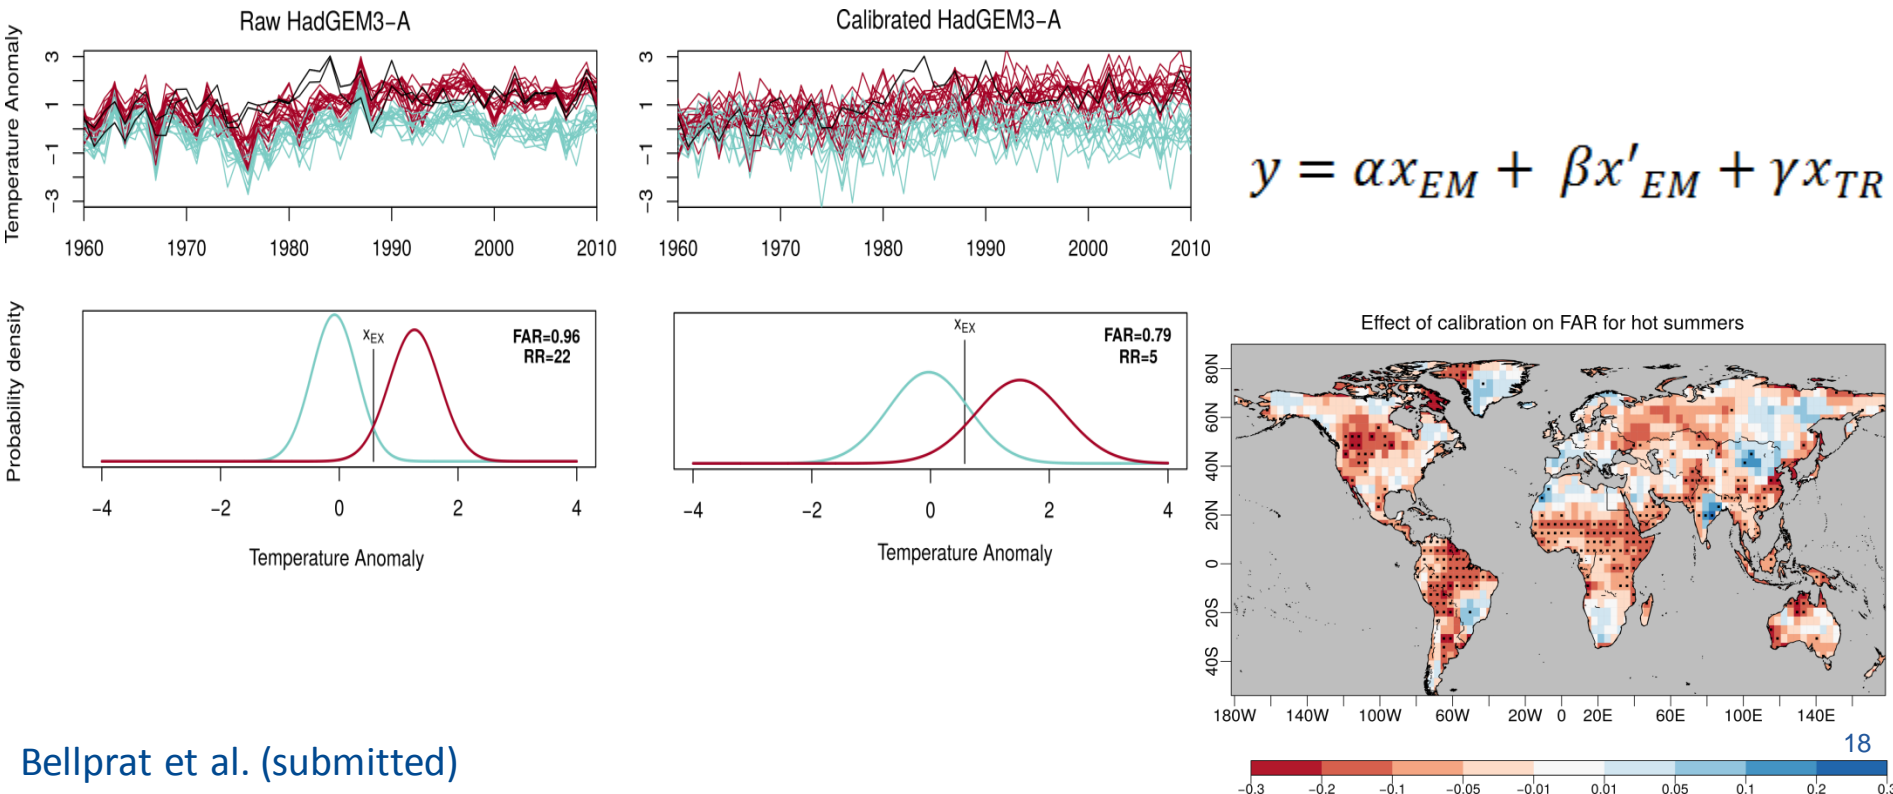 Raw HadGEM3−A
Calibrated HadGEM3−A
Temperature Anomaly
3
1
−1
−3
1960 1970 1980 1990 2000 2010
3
1
−1
−3
1960 1970 1980 1990 2000 2010
y = αx_EM + βx'_EM + γx_TR
Probability density
x_EX
FAR=0.96
RR=22
−4 −2 0 2 4
Temperature Anomaly
x_EX
FAR=0.79
RR=5
−4 −2 0 2 4
Temperature Anomaly
Effect of calibration on FAR for hot summers
80N
60N
40N
20N
0
20S
40S
180W 140W 100W 60W 20W 0 20E 60E 100E 140E
18
−0.3 −0.2 −0.1 −0.05 −0.01 0.01 0.05 0.1 0.2
Bellprat et al. (submitted)